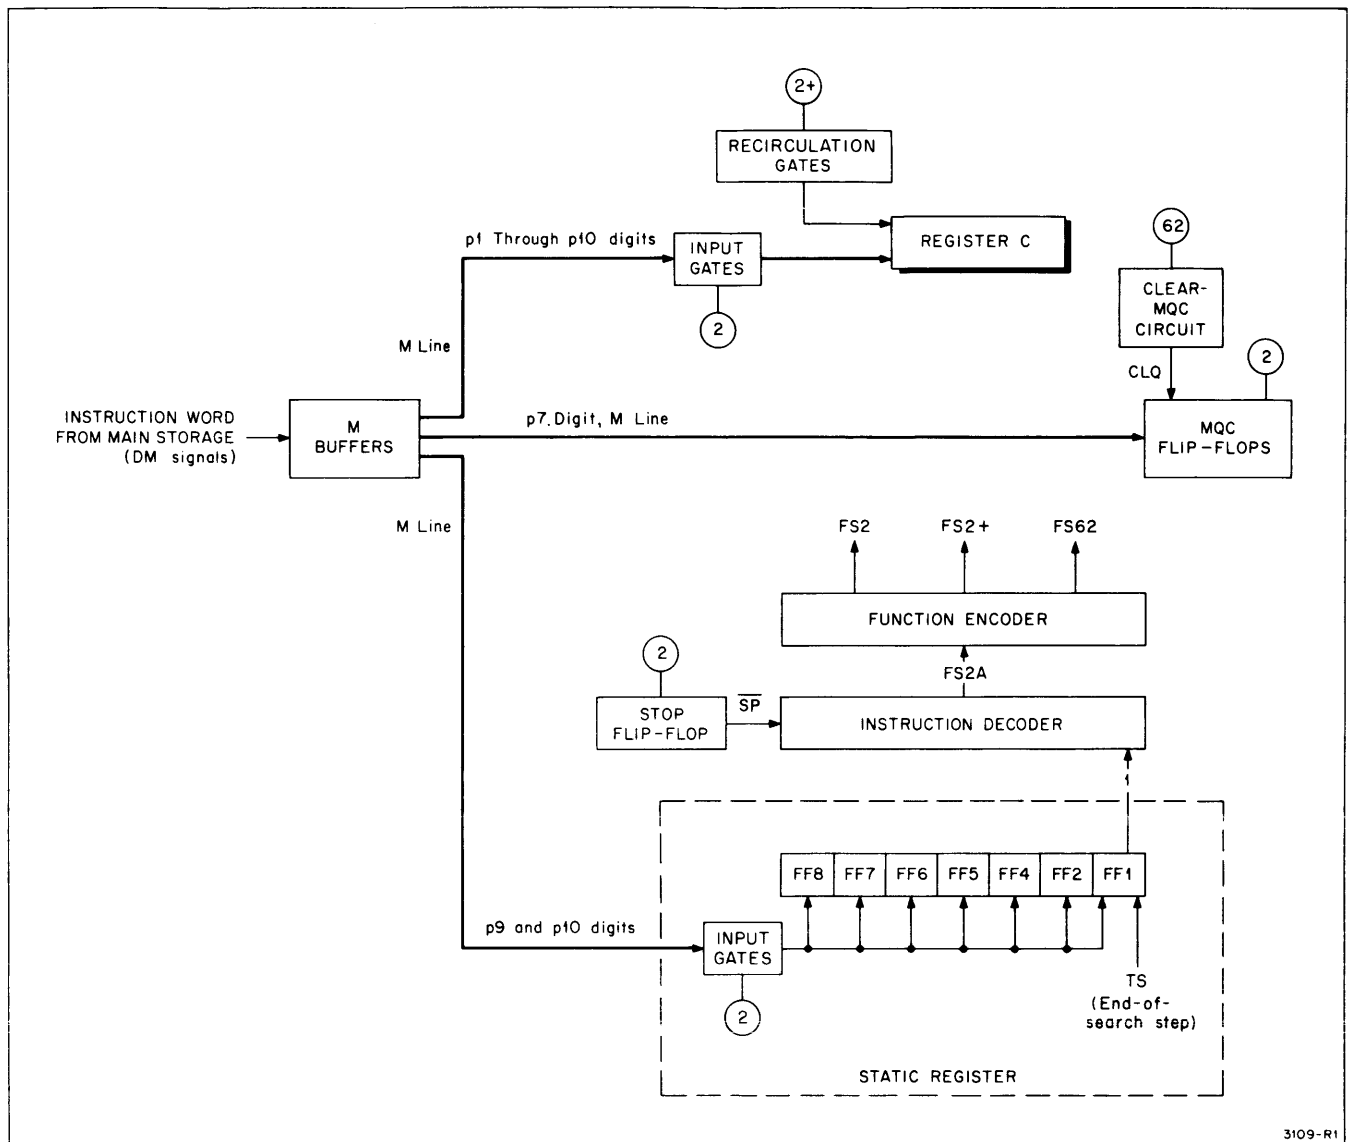 2+
RECIRCULATION
GATES
p1 Through p10 digits
INPUT
GATES
2
REGISTER C
62
CLEAR-
MQC
CIRCUIT
CLQ
2
M Line
INSTRUCTION WORD
FROM MAIN STORAGE
(DM signals)
M
BUFFERS
p7. Digit, M Line
MQC
FLIP-FLOPS
M Line
FS2
FS2+
FS62
FUNCTION ENCODER
2
FS2A
STOP
FLIP-FLOP
S̅P̅
INSTRUCTION DECODER
FF8 FF7 FF6 FF5 FF4 FF2 FF1
p9 and p10 digits
INPUT
GATES
2
TS
(End-of-
search step)
STATIC REGISTER
3109-R1